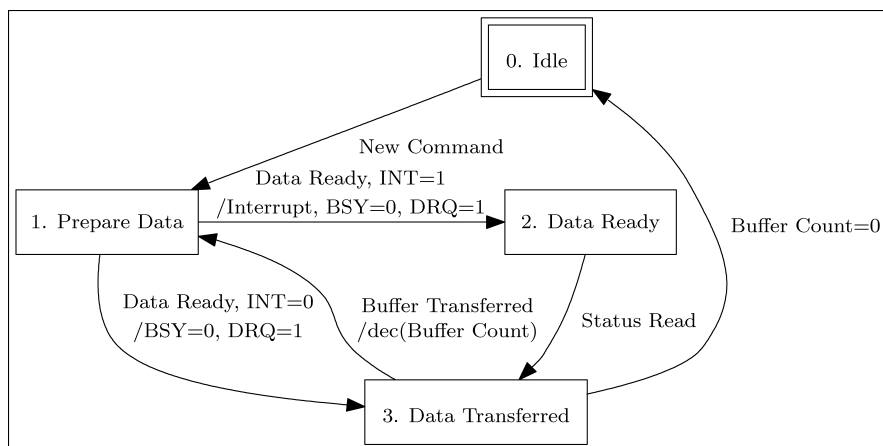 0. Idle
New Command
Data Ready, INT=1
/Interrupt, BSY=0, DRQ=1
1. Prepare Data
2. Data Ready
Buffer Count=0
Data Ready, INT=0
/BSY=0, DRQ=1
Buffer Transferred
/dec(Buffer Count)
Status Read
3. Data Transferred